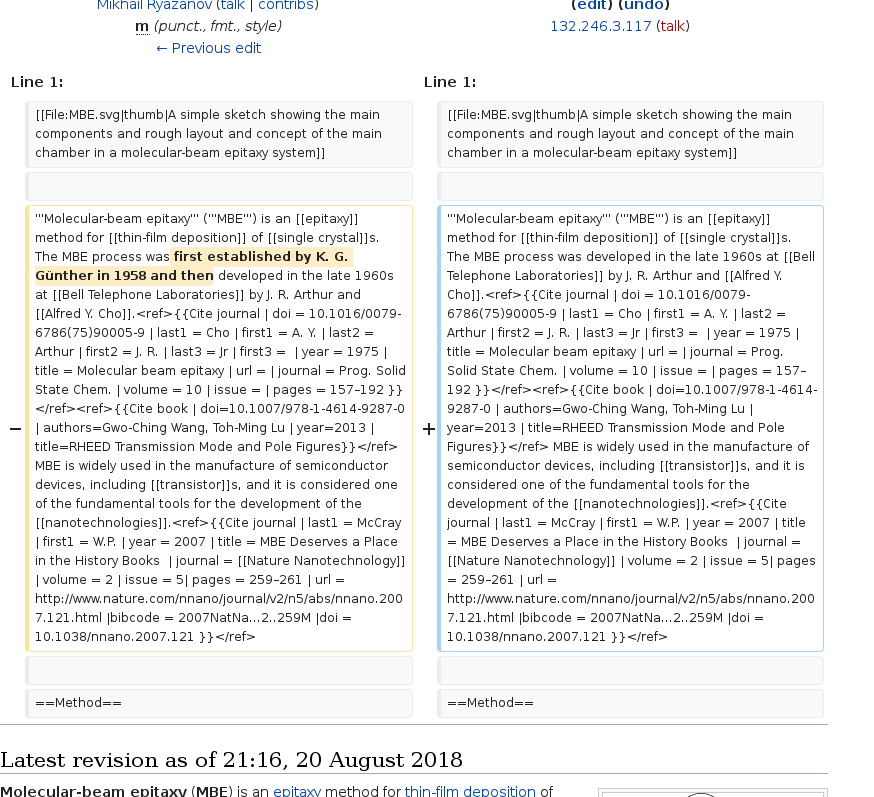 Mikhail Ryazanov (talk | contribs)
m (punct., fmt., style)
← Previous edit
(edit) (undo)
132.246.3.117 (talk)
Line 1:
[[File:MBE.svg|thumb|A simple sketch showing the main
components and rough layout and concept of the main
chamber in a molecular-beam epitaxy system]]
−
'''Molecular-beam epitaxy''' ('''MBE''') is an [[epitaxy]]
method for [[thin-film deposition]] of [[single crystal]]s.
The MBE process was first established by K. G.
Günther in 1958 and then developed in the late 1960s
at [[Bell Telephone Laboratories]] by J. R. Arthur and
[[Alfred Y. Cho]].<ref>{{Cite journal | doi = 10.1016/0079-
6786(75)90005-9 | last1 = Cho | first1 = A. Y. | last2 =
Arthur | first2 = J. R. | last3 = Jr | first3 =  | year = 1975 |
title = Molecular beam epitaxy | url = | journal = Prog. Solid
State Chem. | volume = 10 | issue = | pages = 157–192 }}
</ref><ref>{{Cite book | doi=10.1007/978-1-4614-9287-0
| authors=Gwo-Ching Wang, Toh-Ming Lu | year=2013 |
title=RHEED Transmission Mode and Pole Figures}}</ref>
MBE is widely used in the manufacture of semiconductor
devices, including [[transistor]]s, and it is considered one
of the fundamental tools for the development of the
[[nanotechnologies]].<ref>{{Cite journal | last1 = McCray
| first1 = W.P. | year = 2007 | title = MBE Deserves a Place
in the History Books  | journal = [[Nature Nanotechnology]]
| volume = 2 | issue = 5| pages = 259–261 | url =
http://www.nature.com/nnano/journal/v2/n5/abs/nnano.200
7.121.html |bibcode = 2007NatNa...2..259M |doi =
10.1038/nnano.2007.121 }}</ref>
==Method==
Line 1:
[[File:MBE.svg|thumb|A simple sketch showing the main
components and rough layout and concept of the main
chamber in a molecular-beam epitaxy system]]
+
'''Molecular-beam epitaxy''' ('''MBE''') is an [[epitaxy]]
method for [[thin-film deposition]] of [[single crystal]]s.
The MBE process was developed in the late 1960s at [[Bell
Telephone Laboratories]] by J. R. Arthur and [[Alfred Y.
Cho]].<ref>{{Cite journal | doi = 10.1016/0079-
6786(75)90005-9 | last1 = Cho | first1 = A. Y. | last2 =
Arthur | first2 = J. R. | last3 = Jr | first3 =  | year = 1975 |
title = Molecular beam epitaxy | url = | journal = Prog.
Solid State Chem. | volume = 10 | issue = | pages = 157–
192 }}</ref><ref>{{Cite book | doi=10.1007/978-1-4614-
9287-0 | authors=Gwo-Ching Wang, Toh-Ming Lu |
year=2013 | title=RHEED Transmission Mode and Pole
Figures}}</ref> MBE is widely used in the manufacture of
semiconductor devices, including [[transistor]]s, and it is
considered one of the fundamental tools for the
development of the [[nanotechnologies]].<ref>{{Cite
journal | last1 = McCray | first1 = W.P. | year = 2007 | title
= MBE Deserves a Place in the History Books  | journal =
[[Nature Nanotechnology]] | volume = 2 | issue = 5| pages
= 259–261 | url =
http://www.nature.com/nnano/journal/v2/n5/abs/nnano.200
7.121.html |bibcode = 2007NatNa...2..259M |doi =
10.1038/nnano.2007.121 }}</ref>
==Method==
Latest revision as of 21:16, 20 August 2018
Molecular-beam epitaxy (MBE) is an epitaxy method for thin-film deposition of